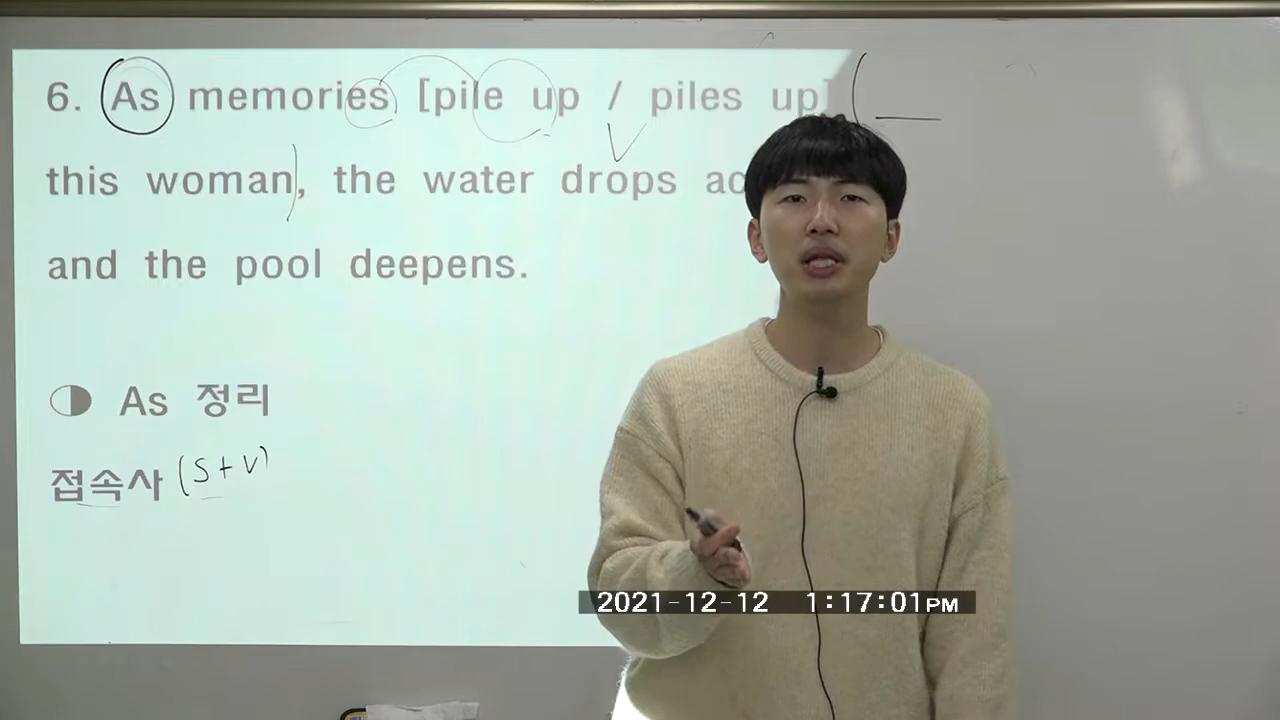 6. As memories [pile up / piles up]
this woman, the water drops
and the pool deepens.
As 정리
접속사 (S+V)
2021-12-12 1:17:01PM